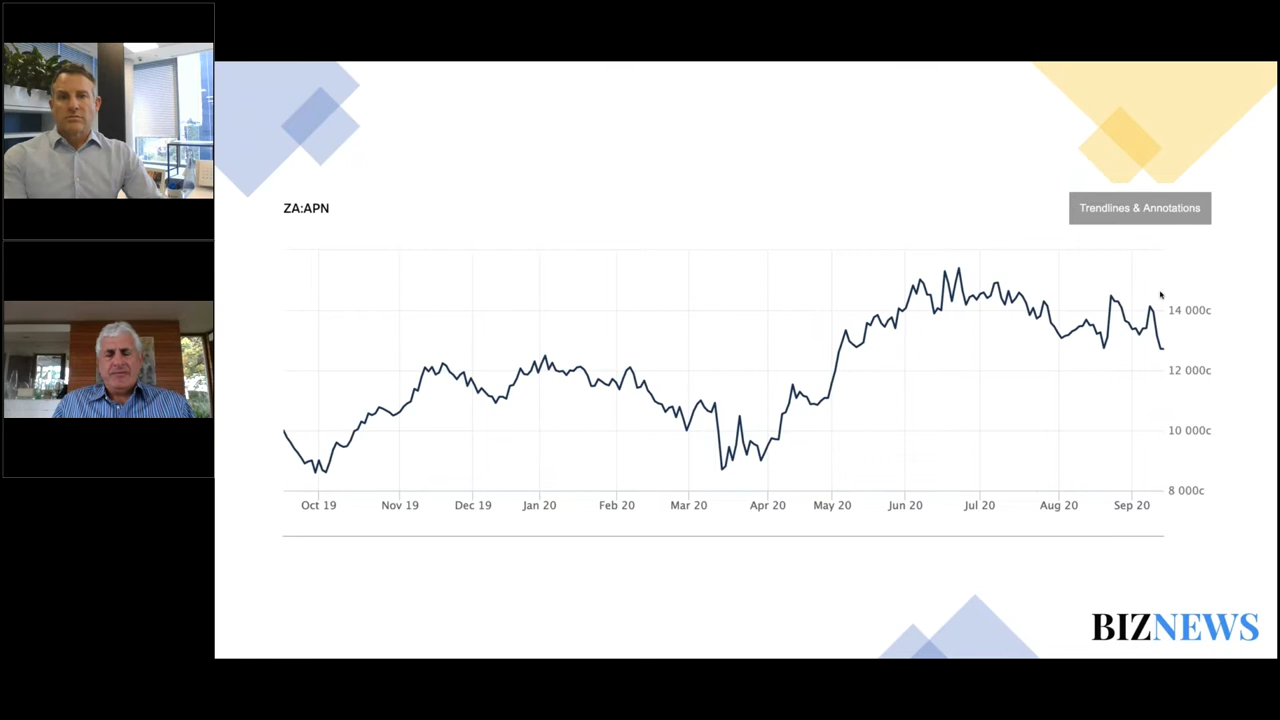 ZA:APN
Trendlines & Annotations
14 000c
12 000c
10 000c
8 000c
Oct 19 Nov 19 Dec 19 Jan 20 Feb 20 Mar 20 Apr 20 May 20 Jun 20 Jul 20 Aug 20 Sep 20
BIZNEWS